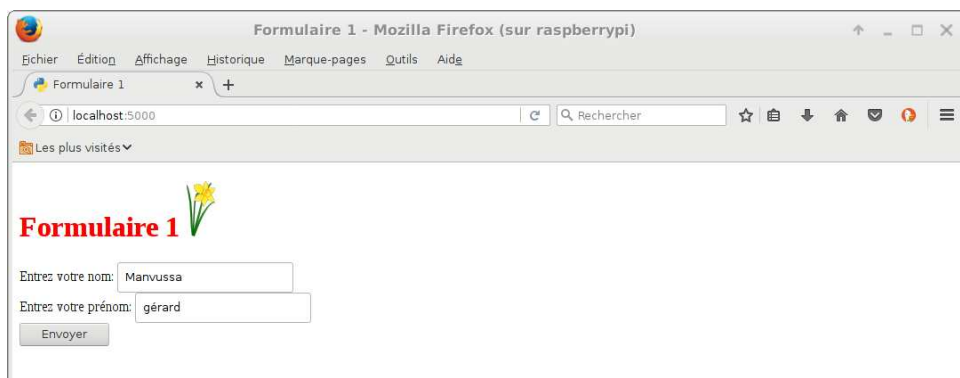 Formulaire 1 - Mozilla Firefox (sur raspberrypi)
Fichier Édition Affichage Historique Marque-pages Outils Aide
Formulaire 1
localhost:5000 Rechercher
Les plus visités
Formulaire 1
Entrez votre nom: Manvussa
Entrez votre prénom: gérard
Envoyer